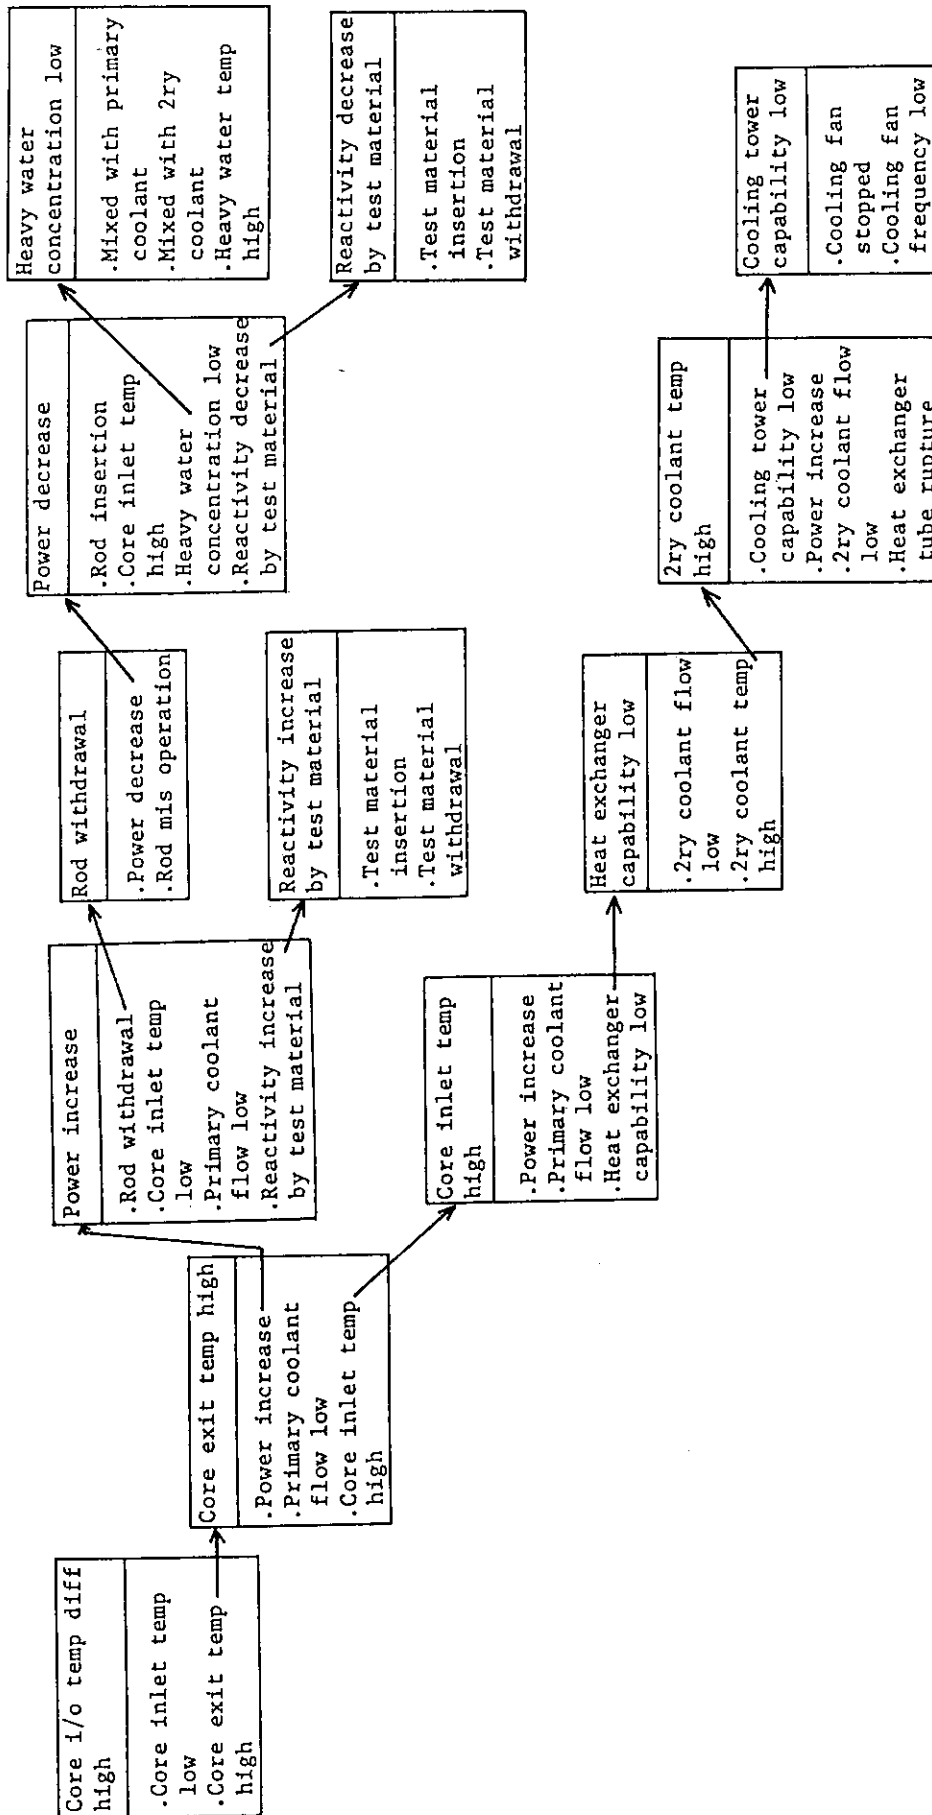 Core i/o temp diff
high
.Core inlet temp
low
.Core exit temp
high
Core exit temp high
.Power increase
.Primary coolant
flow low
.Core inlet temp
high
Power increase
.Rod withdrawal
.Core inlet temp
low
.Primary coolant
flow low
.Reactivity increase
by test material
Core inlet temp
high
.Power increase
.Primary coolant
flow low
.Heat exchanger
capability low
Rod withdrawal
.Power decrease
.Rod mis operation
Reactivity increase
by test material
.Test material
insertion
.Test material
withdrawal
Heat exchanger
capability low
.2ry coolant flow
low
.2ry coolant temp
high
Power decrease
.Rod insertion
.Core inlet temp
high
.Heavy water
concentration low
.Reactivity decrease
by test material
2ry coolant temp
high
.Cooling tower
capability low
.Power increase
.2ry coolant flow
low
.Heat exchanger
tube rupture
Heavy water
concentration low
.Mixed with primary
coolant
.Mixed with 2ry
coolant
.Heavy water temp
high
Reactivity decrease
by test material
.Test material
insertion
.Test material
withdrawal
Cooling tower
capability low
.Cooling fan
stopped
.Cooling fan
frequency low